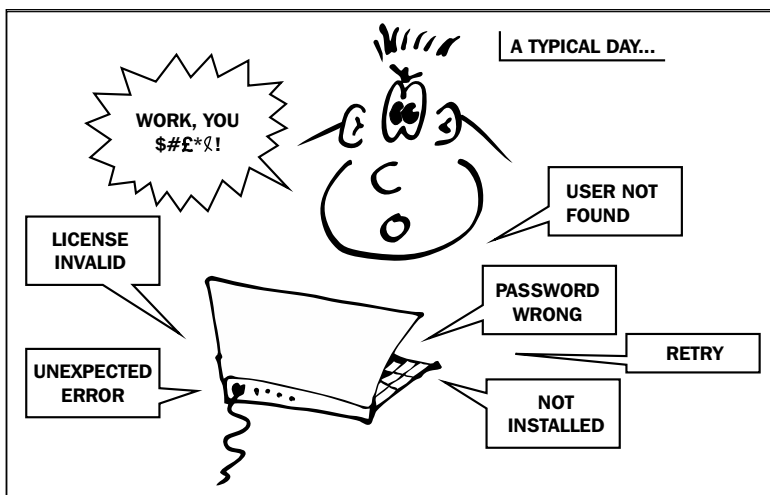 A TYPICAL DAY...
WORK, YOU
$#£*&!
USER NOT
FOUND
LICENSE
INVALID
PASSWORD
WRONG
RETRY
UNEXPECTED
ERROR
NOT
INSTALLED